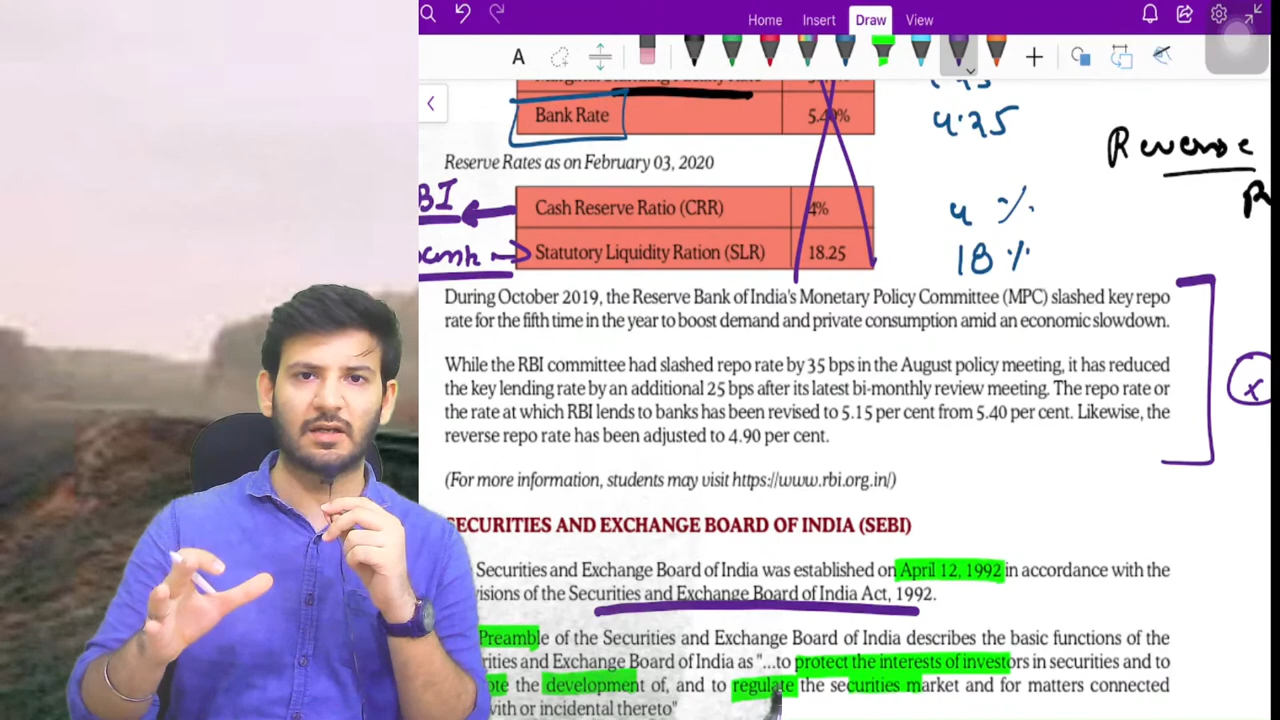 Home Insert Draw View
A
Bank Rate 5.40% 4.25
Reverse
Reserve Rates as on February 03, 2020
BI Cash Reserve Ratio (CRR) 4% 4 %
Statutory Liquidity Ration (SLR) 18.25 18 %
During October 2019, the Reserve Bank of India's Monetary Policy Committee (MPC) slashed key repo
rate for the fifth time in the year to boost demand and private consumption amid an economic slowdown.
While the RBI committee had slashed repo rate by 35 bps in the August policy meeting, it has reduced
the key lending rate by an additional 25 bps after its latest bi-monthly review meeting. The repo rate or
x
the rate at which RBI lends to banks has been revised to 5.15 per cent from 5.40 per cent. Likewise, the
reverse repo rate has been adjusted to 4.90 per cent.
(For more information, students may visit https://www.rbi.org.in/)
SECURITIES AND EXCHANGE BOARD OF INDIA (SEBI)
Securities and Exchange Board of India was established on April 12, 1992 in accordance with the
visions of the Securities and Exchange Board of India Act, 1992.
Preamble of the Securities and Exchange Board of India describes the basic functions of the
rities and Exchange Board of India as "...to protect the interests of investors in securities and to
ote the development of, and to regulate the securities market and for matters connected
with or incidental thereto"